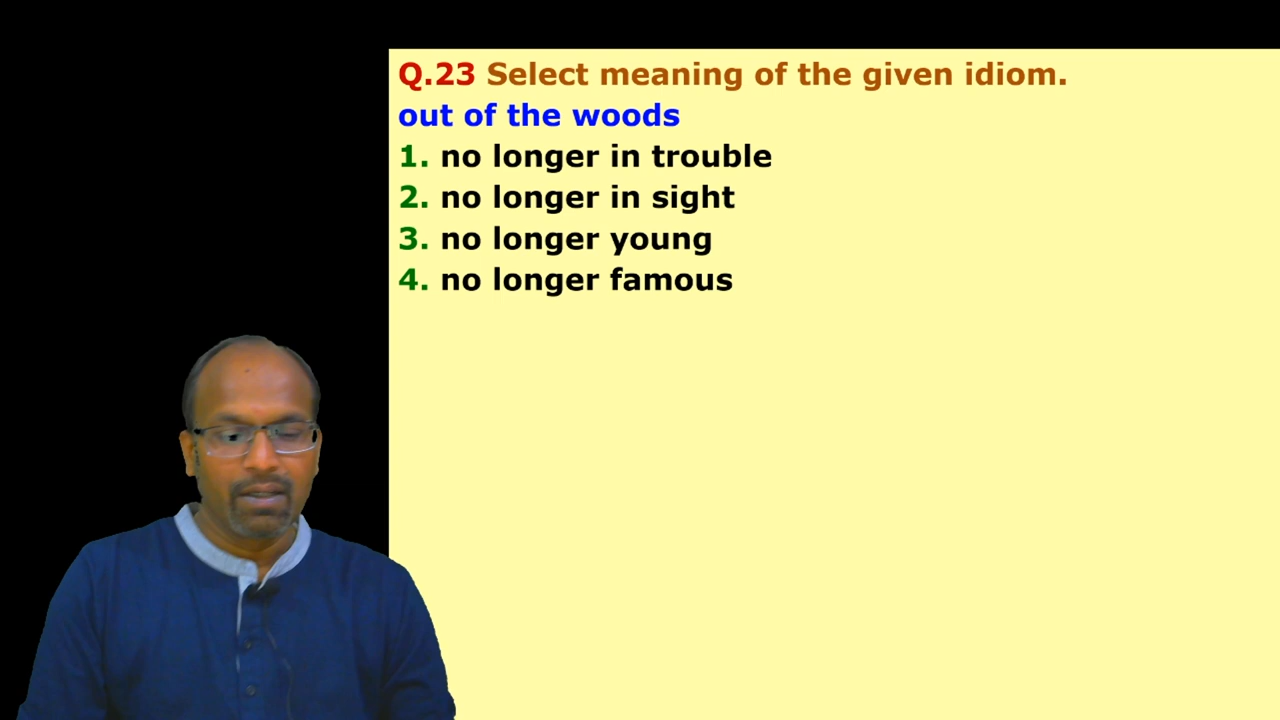 Q.23 Select meaning of the given idiom.
out of the woods
1. no longer in trouble
2. no longer in sight
3. no longer young
4. no longer famous